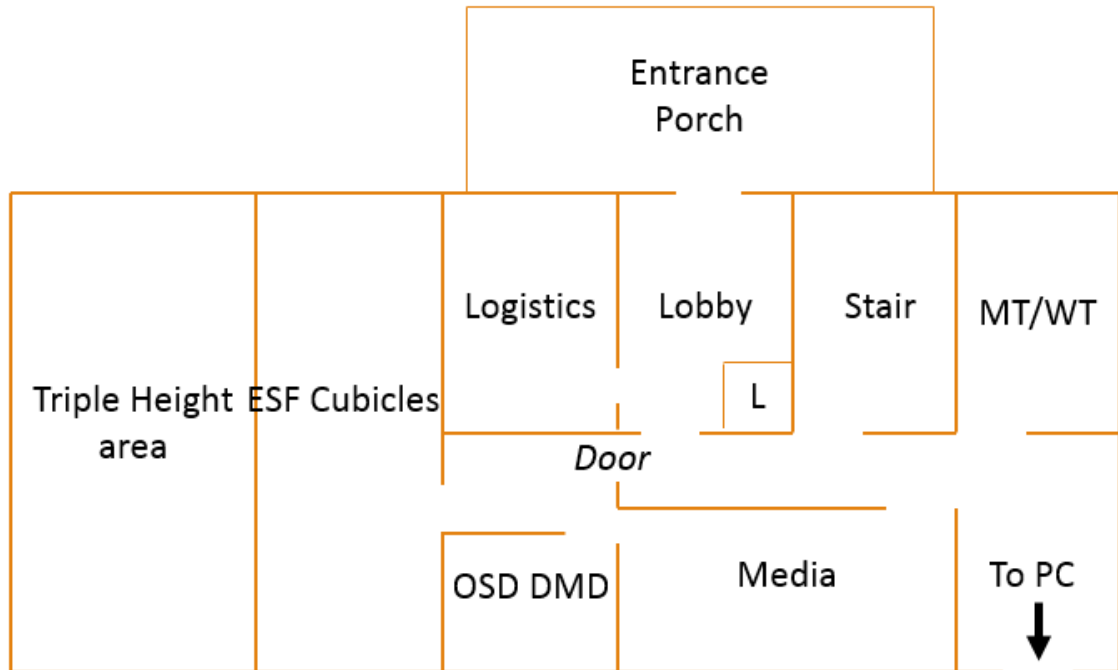 Entrance
Porch
Logistics
Lobby
Stair
MT/WT
Triple Height
area
ESF Cubicles
L
Door
OSD DMD
Media
To PC